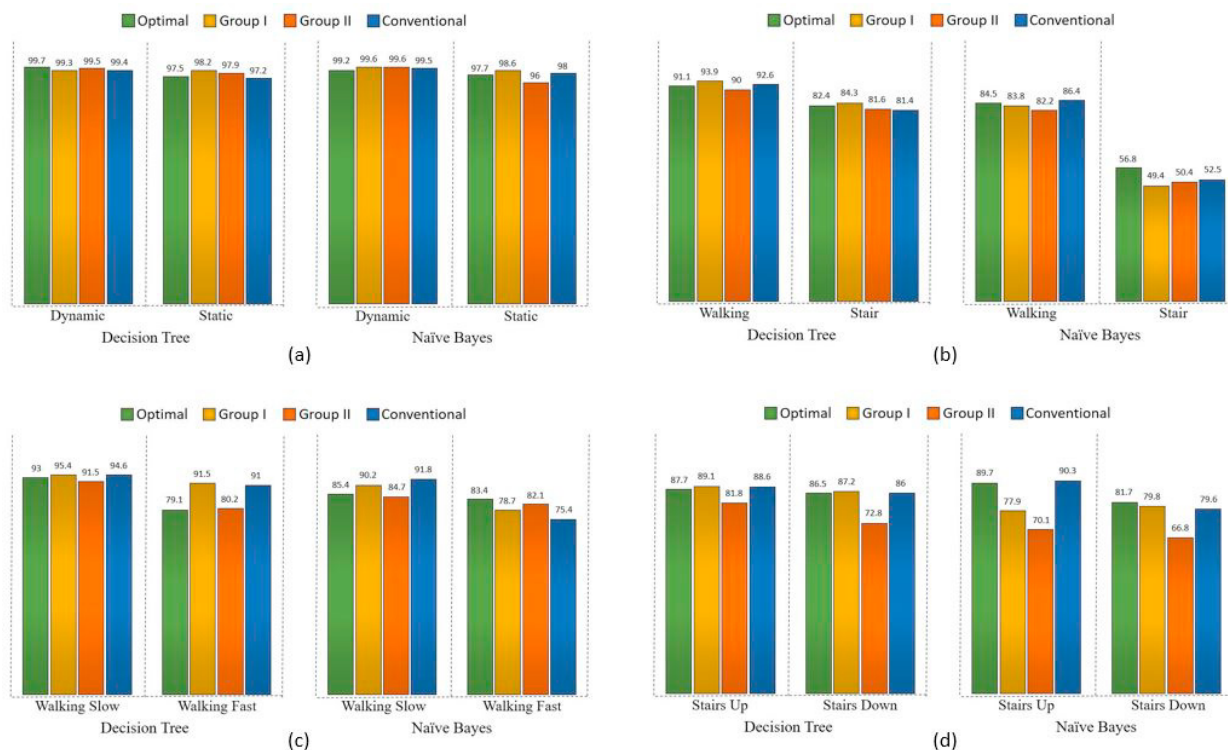 Optimal Group I Group II Conventional
99.7 99.3 99.5 99.4 97.5 98.2 97.9 97.2 99.2 99.6 99.6 99.5 97.7 98.6 96 98
Dynamic Static Dynamic Static
Decision Tree Naïve Bayes
(a)
Optimal Group I Group II Conventional
91.1 93.9 90 92.6 82.4 84.3 81.6 81.4 84.5 83.8 82.2 86.4 56.8 49.4 50.4 52.5
Walking Stair Walking Stair
Decision Tree Naïve Bayes
(b)
Optimal Group I Group II Conventional
93 95.4 91.5 94.6 79.1 91.5 80.2 91 85.4 90.2 84.7 91.8 83.4 78.7 82.1 75.4
Walking Slow Walking Fast Walking Slow Walking Fast
Decision Tree Naïve Bayes
(c)
Optimal Group I Group II Conventional
87.7 89.1 81.8 88.6 86.5 87.2 72.8 86 89.7 77.9 70.1 90.3 81.7 79.8 66.8 79.6
Stairs Up Stairs Down Stairs Up Stairs Down
Decision Tree Naïve Bayes
(d)